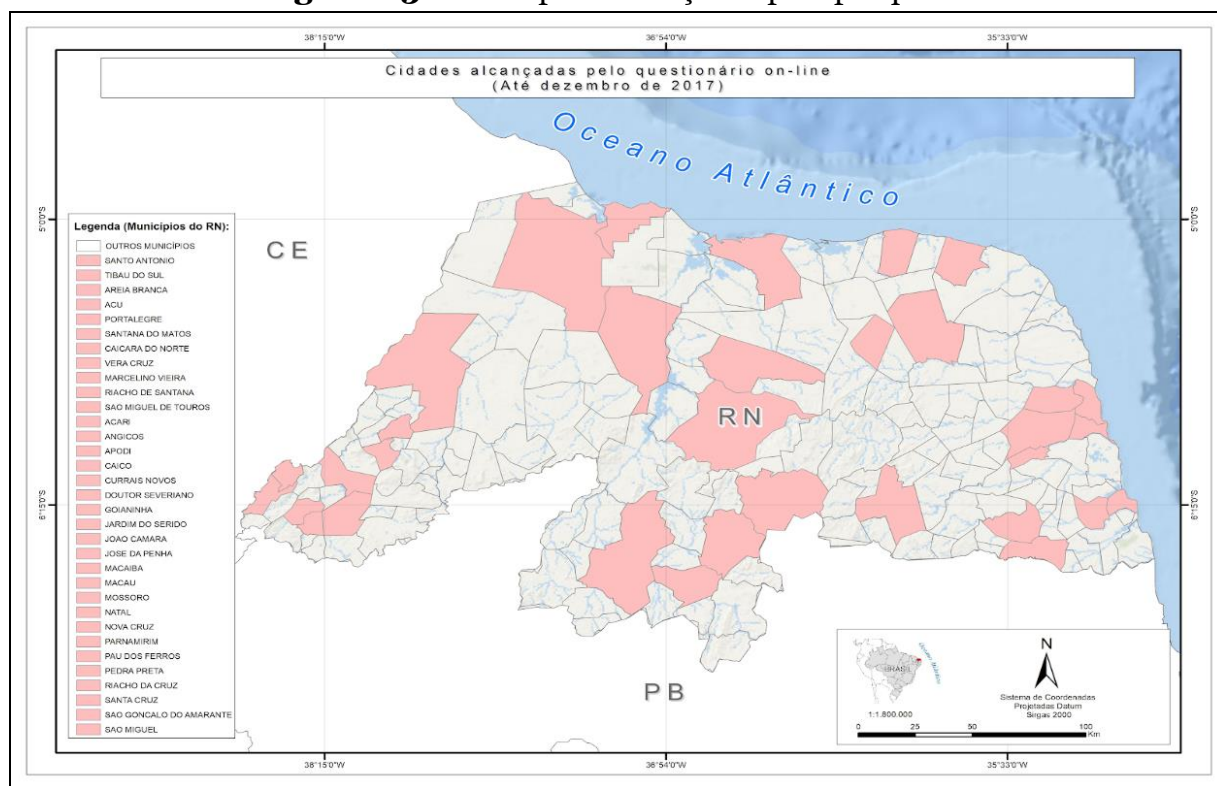 38°15'0"W 36°54'0"W 35°33'0"W
Cidades alcançadas pelo questionário on-line
(Até dezembro de 2017)
Oceano Atlântico
5°0'0"S 5°0'0"S
CE
Legenda (Municípios do RN):
OUTROS MUNICÍPIOS
SANTO ANTONIO
TIBAU DO SUL
AREIA BRANCA
ACU
PORTALEGRE
SANTANA DO MATOS
CAICARA DO NORTE
VERA CRUZ
MARCELINO VIEIRA
RIACHO DE SANTANA
SAO MIGUEL DE TOUROS
ACARI
ANGICOS
APODI
CAICO
CURRAIS NOVOS
DOUTOR SEVERIANO
GOIANINHA
JARDIM DO SERIDO
JOAO CAMARA
JOSE DA PENHA
MACAIBA
MACAU
MOSSORO
NATAL
NOVA CRUZ
PARNAMIRIM
PAU DOS FERROS
PEDRA PRETA
RIACHO DA CRUZ
SANTA CRUZ
SAO GONCALO DO AMARANTE
SAO MIGUEL
RN
6°15'0"S 6°15'0"S
PB
BRASIL
1:1.800.000
N
Sistema de Coordenadas
Projetadas Datum
Sirgas 2000
0 25 50 100
Km
38°15'0"W 36°54'0"W 35°33'0"W